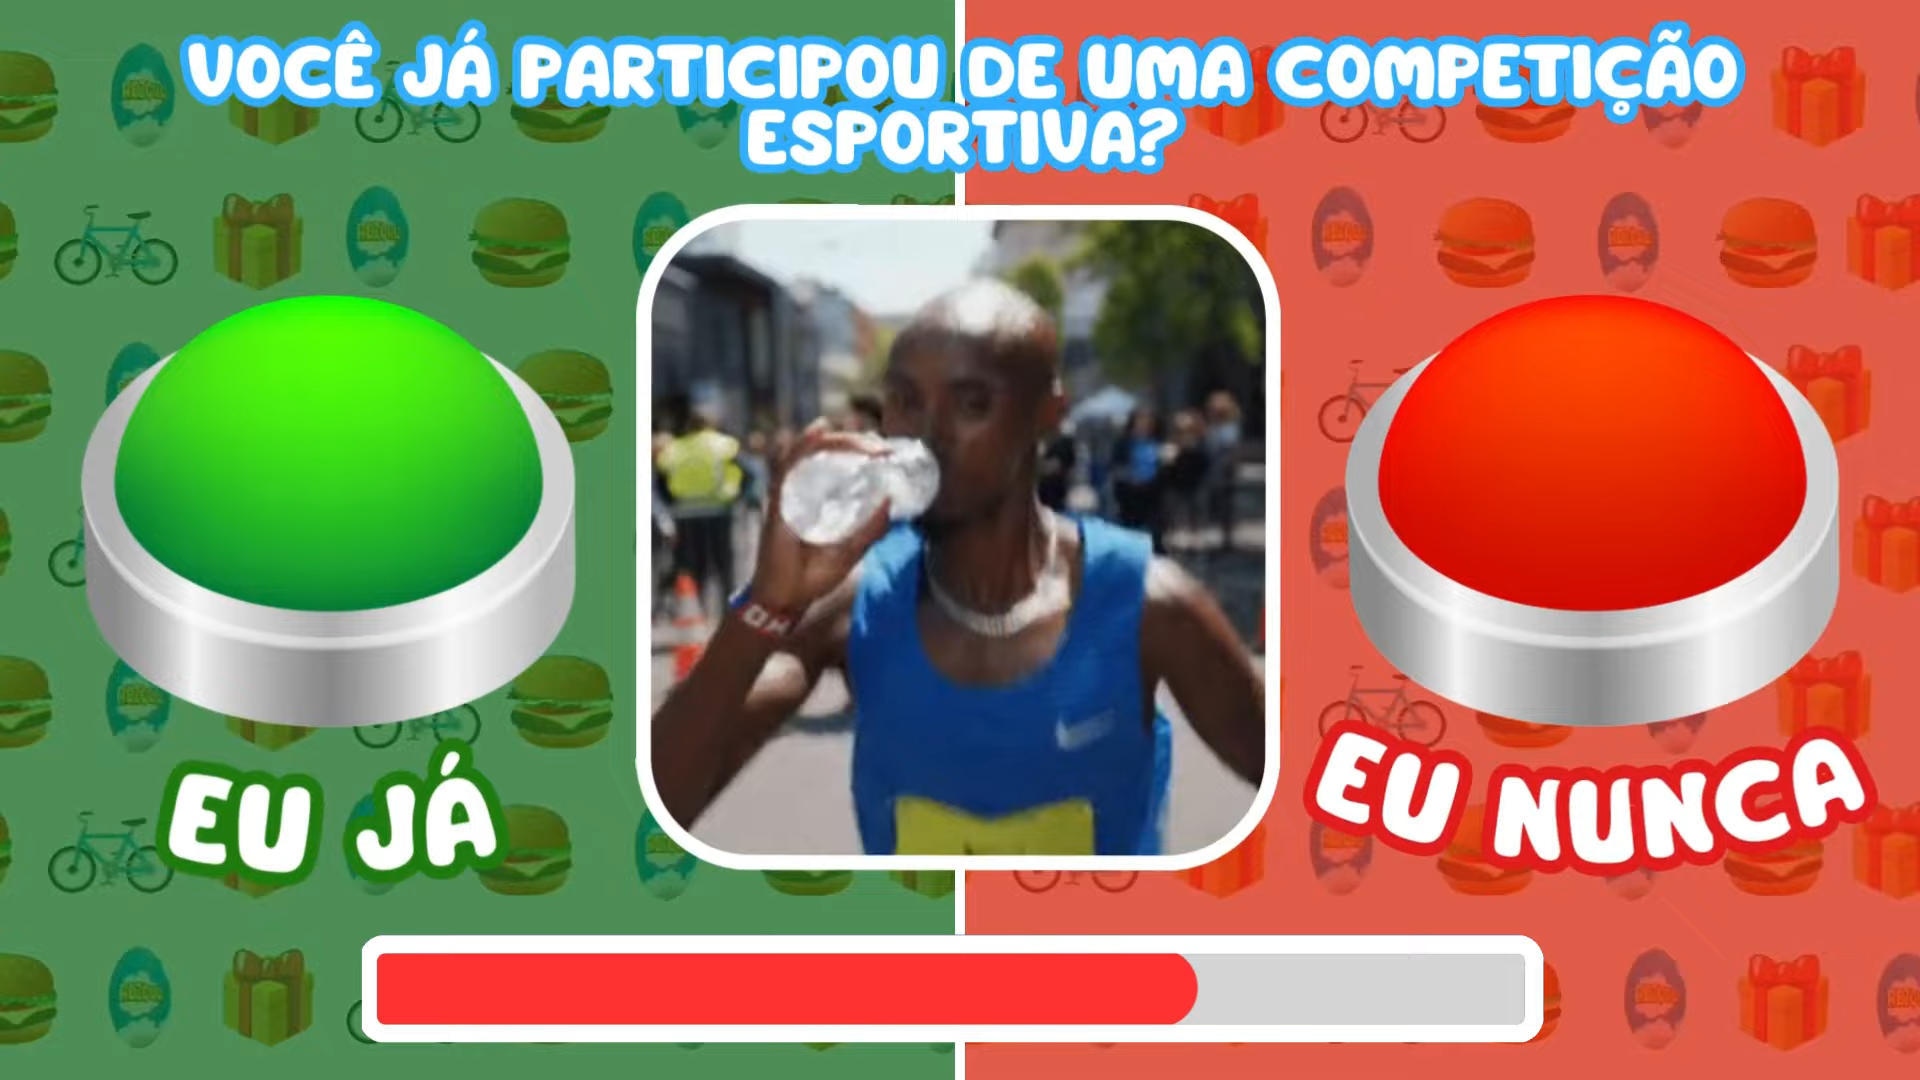 VOCÊ JÁ PARTICIPOU DE UMA COMPETIÇÃO
ESPORTIVA?
EU JÁ
EU NUNCA